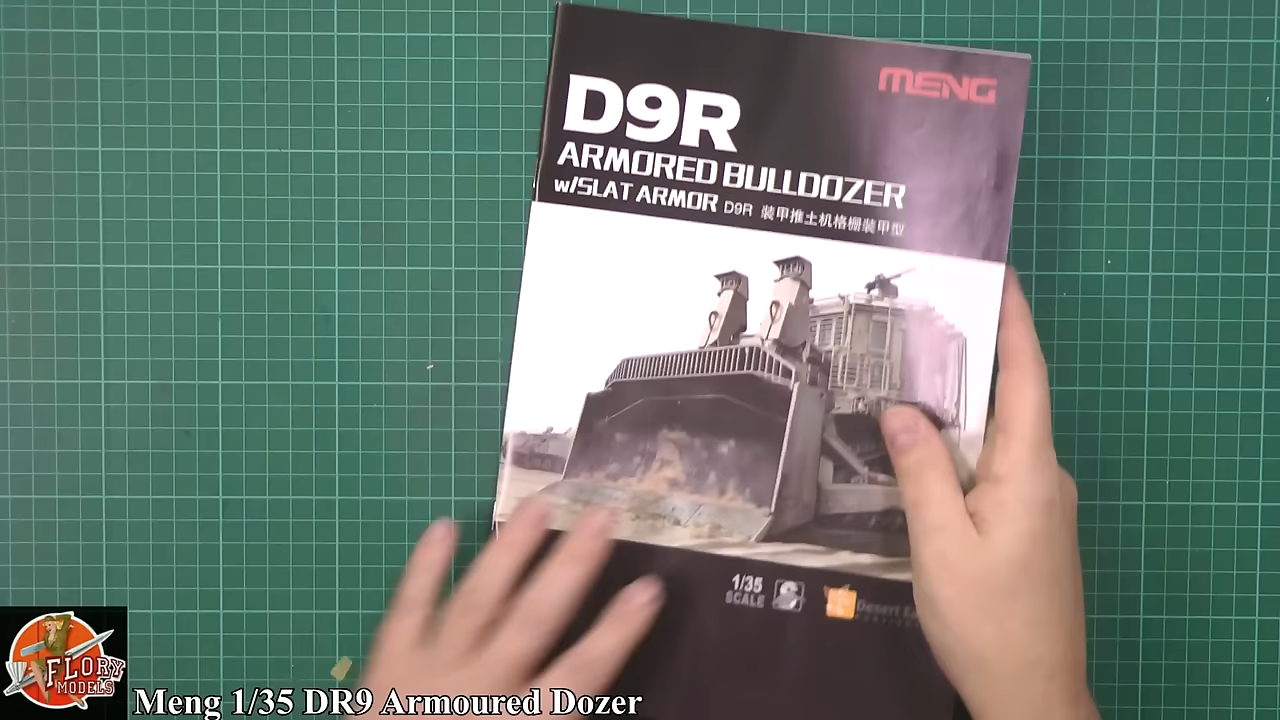 MENG
D9R
ARMORED BULLDOZER
w/SLAT ARMOR D9R 装甲推土机格栅装甲型
1/35
SCALE
Desert
FLORY
MODELS
Meng 1/35 DR9 Armoured Dozer